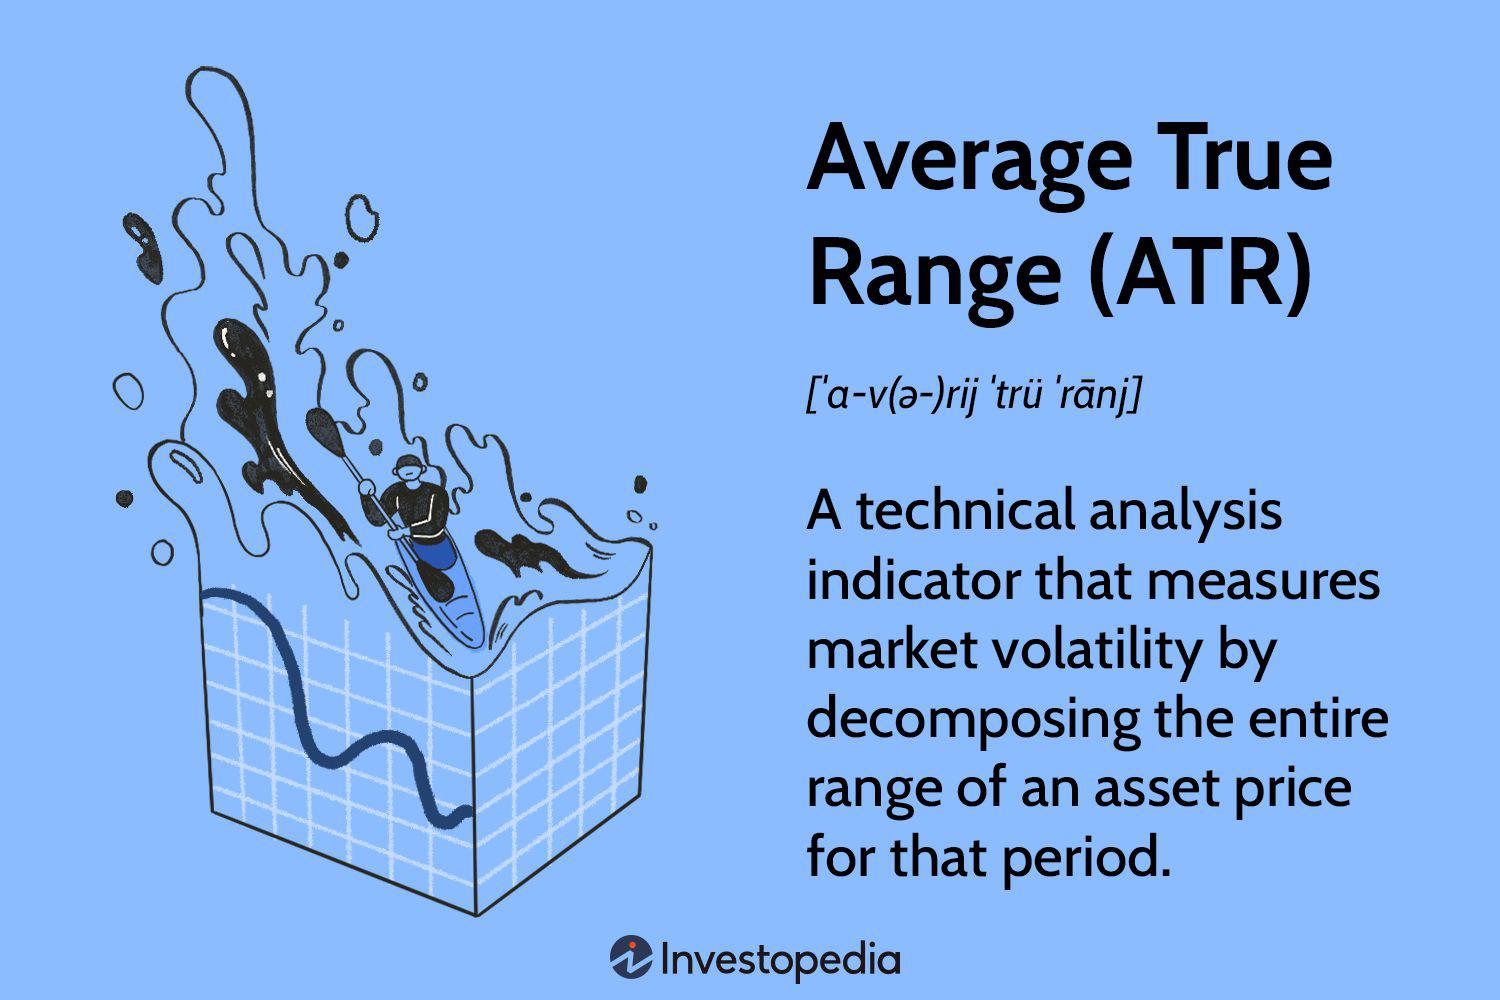 Average True
Range (ATR)
[ˈɑ-v(ə-)rij ˈtrü ˈrānj]
A technical analysis
indicator that measures
market volatility by
decomposing the entire
range of an asset price
for that period.
Investopedia